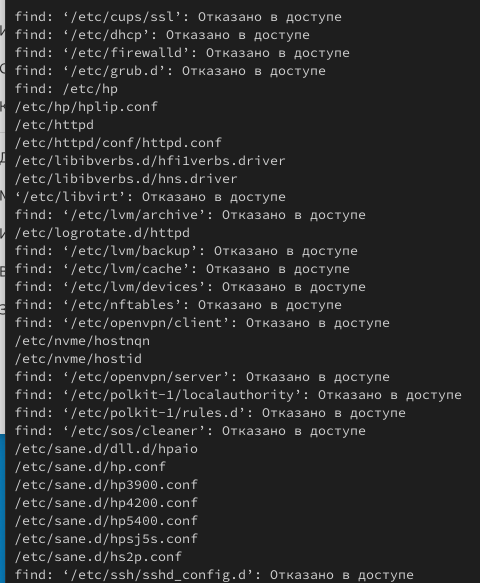 find: ‘/etc/cups/ssl’: Отказано в доступе
find: ‘/etc/dhcp’: Отказано в доступе
find: ‘/etc/firewalld’: Отказано в доступе
find: ‘/etc/grub.d’: Отказано в доступе
find: /etc/hp
/etc/hp/hplip.conf
/etc/httpd
/etc/httpd/conf/httpd.conf
/etc/libibverbs.d/hfi1verbs.driver
/etc/libibverbs.d/hns.driver
‘/etc/libvirt’: Отказано в доступе
find: ‘/etc/lvm/archive’: Отказано в доступе
/etc/logrotate.d/httpd
find: ‘/etc/lvm/backup’: Отказано в доступе
find: ‘/etc/lvm/cache’: Отказано в доступе
find: ‘/etc/lvm/devices’: Отказано в доступе
find: ‘/etc/nftables’: Отказано в доступе
find: ‘/etc/openvpn/client’: Отказано в доступе
/etc/nvme/hostnqn
/etc/nvme/hostid
find: ‘/etc/openvpn/server’: Отказано в доступе
find: ‘/etc/polkit-1/localauthority’: Отказано в доступе
find: ‘/etc/polkit-1/rules.d’: Отказано в доступе
find: ‘/etc/sos/cleaner’: Отказано в доступе
/etc/sane.d/dll.d/hpaio
/etc/sane.d/hp.conf
/etc/sane.d/hp3900.conf
/etc/sane.d/hp4200.conf
/etc/sane.d/hp5400.conf
/etc/sane.d/hpsj5s.conf
/etc/sane.d/hs2p.conf
find: ‘/etc/ssh/sshd_config.d’: Отказано в доступе